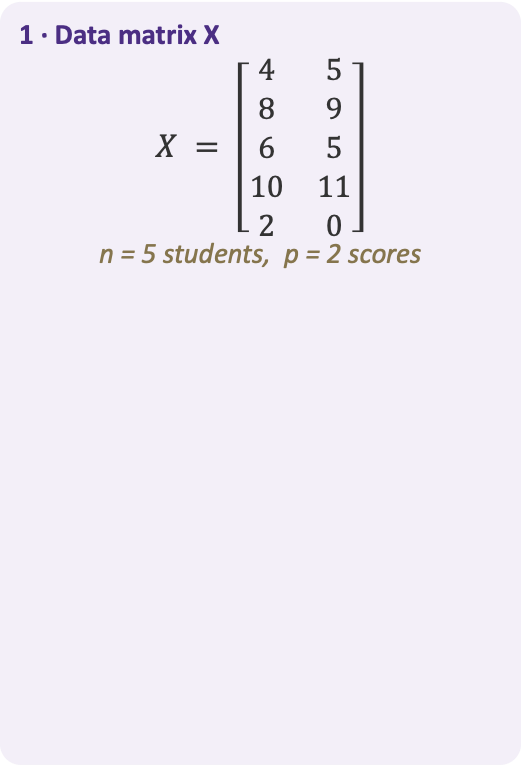 1 · Data matrix X
4 5
8 9
X = 6 5
10 11
2 0
n = 5 students, p = 2 scores